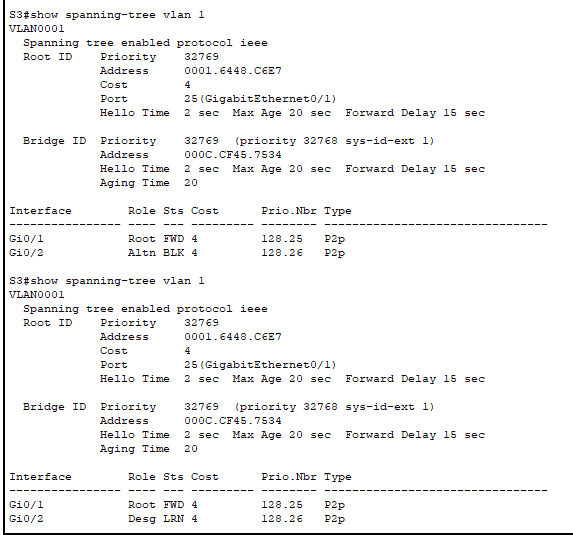 S3#show spanning-tree vlan 1
VLAN0001
  Spanning tree enabled protocol ieee
  Root ID    Priority    32769
             Address     0001.6448.C6E7
             Cost        4
             Port        25(GigabitEthernet0/1)
             Hello Time  2 sec  Max Age 20 sec  Forward Delay 15 sec
  Bridge ID  Priority    32769  (priority 32768 sys-id-ext 1)
             Address     000C.CF45.7534
             Hello Time  2 sec  Max Age 20 sec  Forward Delay 15 sec
             Aging Time  20
Interface        Role Sts Cost      Prio.Nbr Type
---------------- ---- --- --------- -------- --------------------------------
Gi0/1            Root FWD 4         128.25   P2p
Gi0/2            Altn BLK 4         128.26   P2p
S3#show spanning-tree vlan 1
VLAN0001
  Spanning tree enabled protocol ieee
  Root ID    Priority    32769
             Address     0001.6448.C6E7
             Cost        4
             Port        25(GigabitEthernet0/1)
             Hello Time  2 sec  Max Age 20 sec  Forward Delay 15 sec
  Bridge ID  Priority    32769  (priority 32768 sys-id-ext 1)
             Address     000C.CF45.7534
             Hello Time  2 sec  Max Age 20 sec  Forward Delay 15 sec
             Aging Time  20
Interface        Role Sts Cost      Prio.Nbr Type
---------------- ---- --- --------- -------- --------------------------------
Gi0/1            Root FWD 4         128.25   P2p
Gi0/2            Desg LRN 4         128.26   P2p